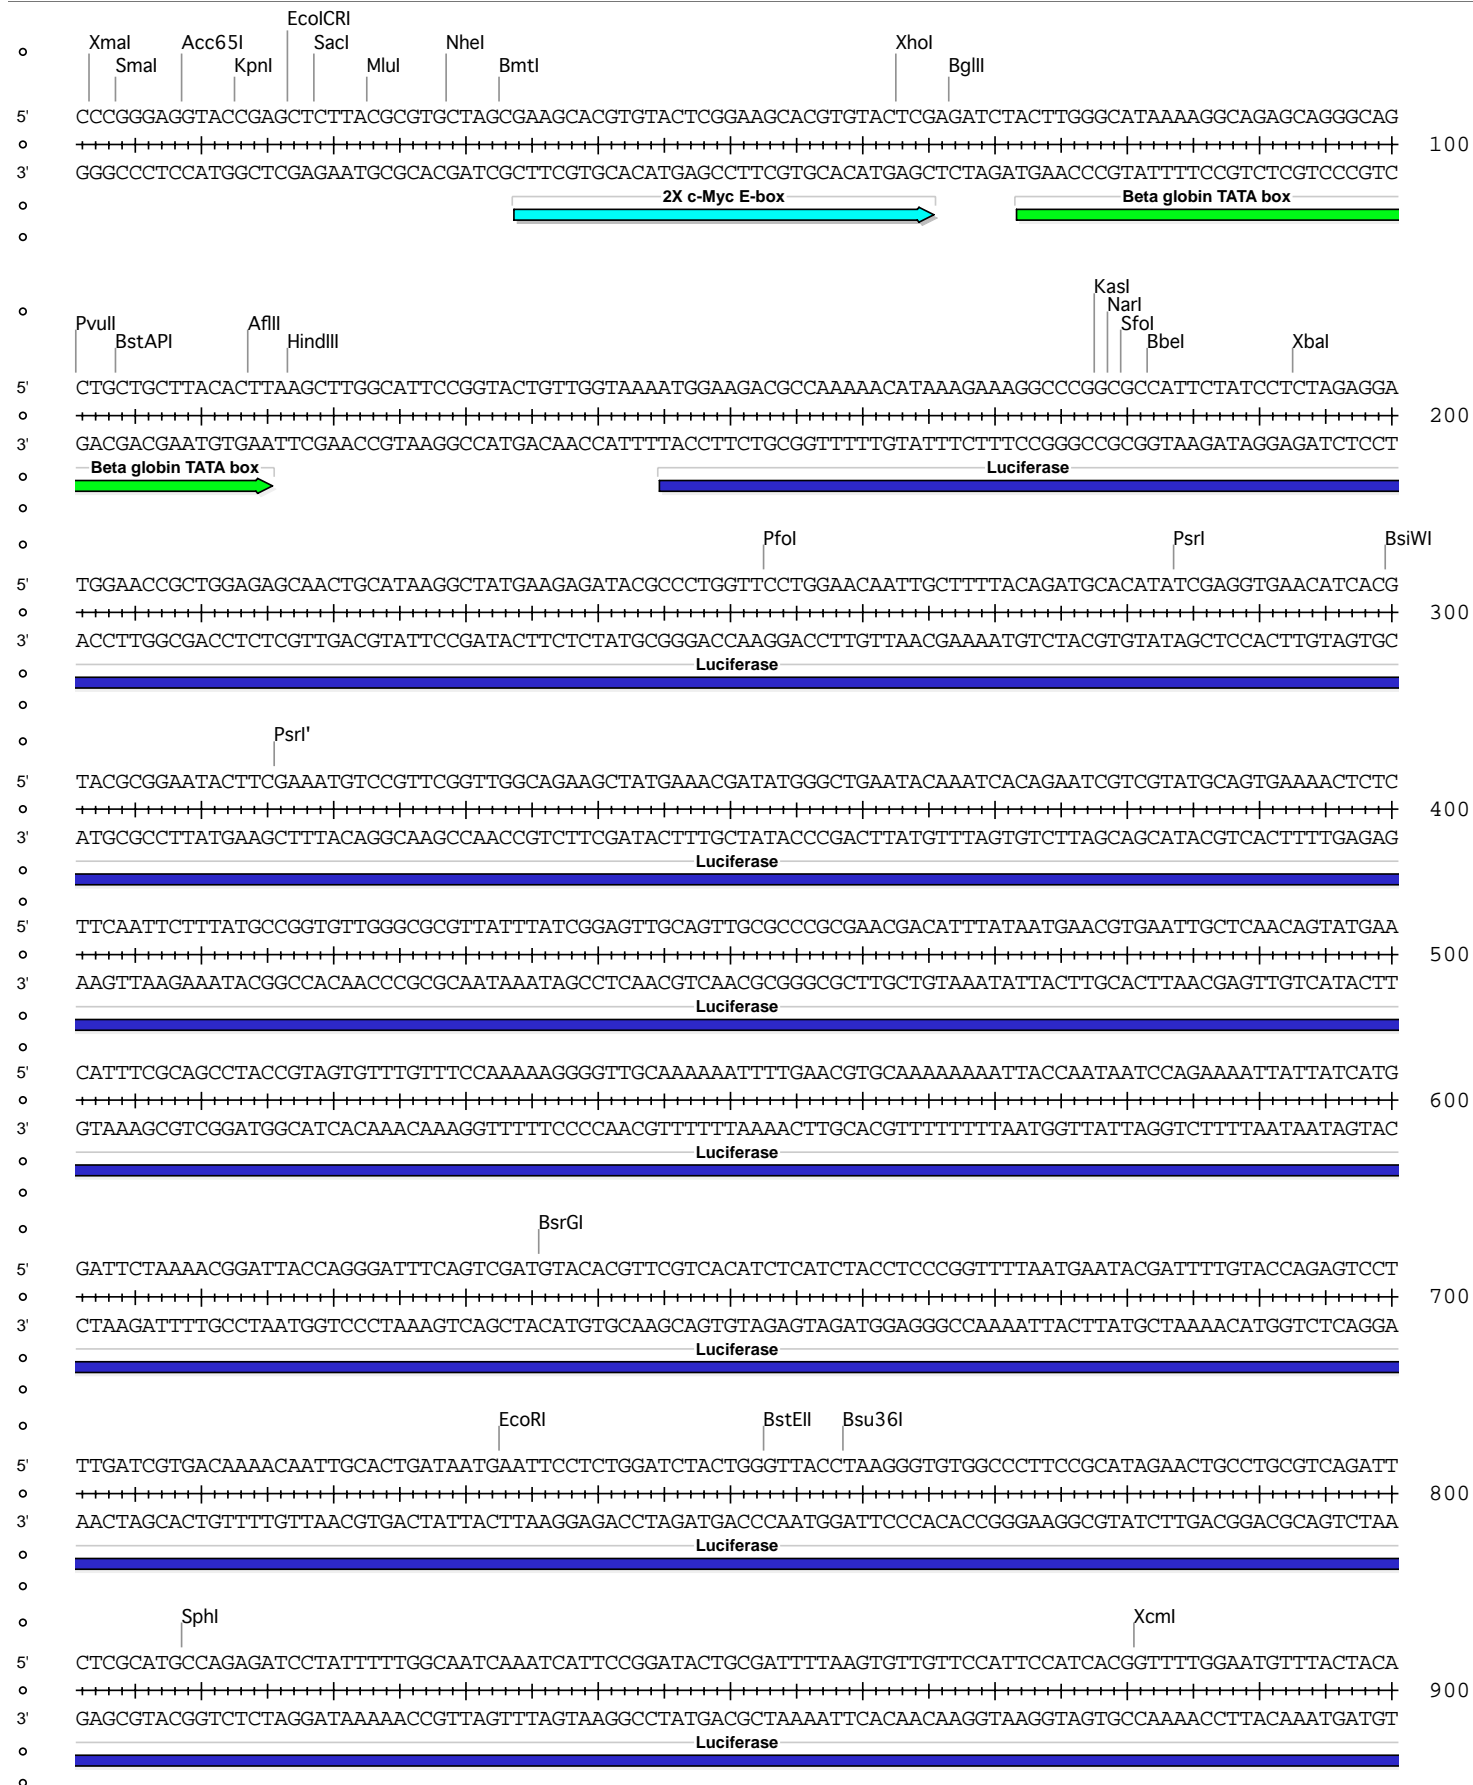 EcoICRI
XmaI Acc65I SacI NheI XhoI
SmaI KpnI MluI BmtI BglII
5' CCCGGGAGGTACCGAGCTCTTACGCGTGCTAGCGAAGCACGTGTACTCGGAAGCACGTGTACTCGAGATCTACTTGGGCATAAAAGGCAGAGCAGGGCAG
100
3' GGGCCCTCCATGGCTCGAGAATGCGCACGATCGCTTCGTGCACATGAGCCTTCGTGCACATGAGCTCTAGATGAACCCGTATTTTCCGTCTCGTCCCGTC
2X c-Myc E-box Beta globin TATA box
KasI
NarI
PvuII AflII SfoI
BstAPI HindIII BbeI XbaI
5' CTGCTGCTTACACTTAAGCTTGGCATTCCGGTACTGTTGGTAAAATGGAAGACGCCAAAAACATAAAGAAAGGCCCGGCGCCATTCTATCCTCTAGAGGA
200
3' GACGACGAATGTGAATTCGAACCGTAAGGCCATGACAACCATTTTACCTTCTGCGGTTTTTGTATTTCTTTCCGGGCCGCGGTAAGATAGGAGATCTCCT
Beta globin TATA box Luciferase
PfoI PsrI BsiWI
5' TGGAACCGCTGGAGAGCAACTGCATAAGGCTATGAAGAGATACGCCCTGGTTCCTGGAACAATTGCTTTTACAGATGCACATATCGAGGTGAACATCACG
300
3' ACCTTGGCGACCTCTCGTTGACGTATTCCGATACTTCTCTATGCGGGACCAAGGACCTTGTTAACGAAAATGTCTACGTGTATAGCTCCACTTGTAGTGC
Luciferase
PsrI'
5' TACGCGGAATACTTCGAAATGTCCGTTCGGTTGGCAGAAGCTATGAAACGATATGGGCTGAATACAAATCACAGAATCGTCGTATGCAGTGAAAACTCTC
400
3' ATGCGCCTTATGAAGCTTTACAGGCAAGCCAACCGTCTTCGATACTTTGCTATACCCGACTTATGTTTAGTGTCTTAGCAGCATACGTCACTTTTGAGAG
Luciferase
5' TTCAATTCTTTATGCCGGTGTTGGGCGCGTTATTTATCGGAGTTGCAGTTGCGCCCGCGAACGACATTTATAATGAACGTGAATTGCTCAACAGTATGAA
500
3' AAGTTAAGAAATACGGCCACAACCCGCGCAATAAATAGCCTCAACGTCAACGCGGGCGCTTGCTGTAAATATTACTTGCACTTAACGAGTTGTCATACTT
Luciferase
5' CATTTCGCAGCCTACCGTAGTGTTTGTTTCCAAAAAGGGGTTGCAAAAAATTTTGAACGTGCAAAAAAAATTACCAATAATCCAGAAAATTATTATCATG
600
3' GTAAAGCGTCGGATGGCATCACAAACAAAGGTTTTTCCCCAACGTTTTTTAAAACTTGCACGTTTTTTTTAATGGTTATTAGGTCTTTTAATAATAGTAC
Luciferase
BsrGI
5' GATTCTAAAACGGATTACCAGGGATTTCAGTCGATGTACACGTTCGTCACATCTCATCTACCTCCCGGTTTTAATGAATACGATTTTGTACCAGAGTCCT
700
3' CTAAGATTTTGCCTAATGGTCCCTAAAGTCAGCTACATGTGCAAGCAGTGTAGAGTAGATGGAGGGCCAAAATTACTTATGCTAAAACATGGTCTCAGGA
Luciferase
EcoRI BstEII Bsu36I
5' TTGATCGTGACAAAACAATTGCACTGATAATGAATTCCTCTGGATCTACTGGGTTACCTAAGGGTGTGGCCCTTCCGCATAGAACTGCCTGCGTCAGATT
800
3' AACTAGCACTGTTTTGTTAACGTGACTATTACTTAAGGAGACCTAGATGACCCAATGGATTCCCACACCGGGAAGGCGTATCTTGACGGACGCAGTCTAA
Luciferase
SphI XcmI
5' CTCGCATGCCAGAGATCCTATTTTTGGCAATCAAATCATTCCGGATACTGCGATTTTAAGTGTTGTTCCATTCCATCACGGTTTTGGAATGTTTACTACA
900
3' GAGCGTACGGTCTCTAGGATAAAAACCGTTAGTTTAGTAAGGCCTATGACGCTAAAATTCACAACAAGGTAAGGTAGTGCCAAAACCTTACAAATGATGT
Luciferase